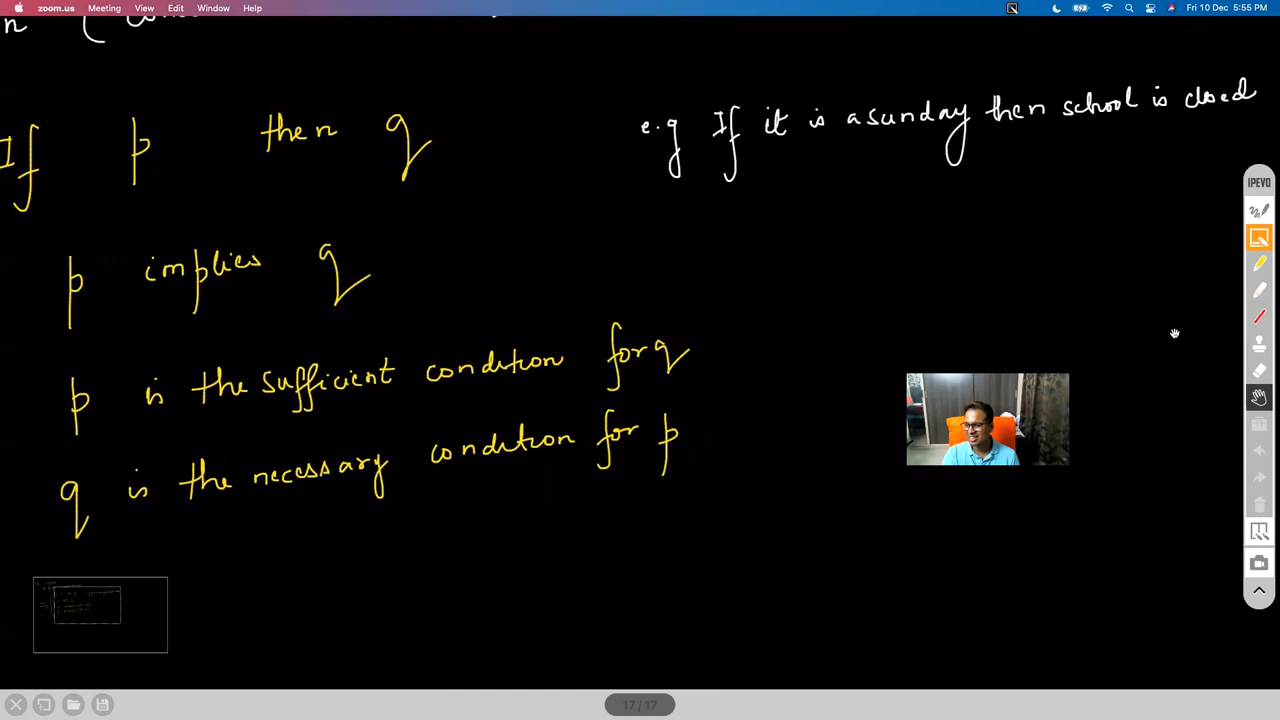 zoom.us Meeting View Edit Window Help Fri 10 Dec 5:55 PM
If p then q
e.g If it is a sunday then school is closed
IPEVO
p implies q
p is the sufficient condition for q
q is the necessary condition for p
17 / 17